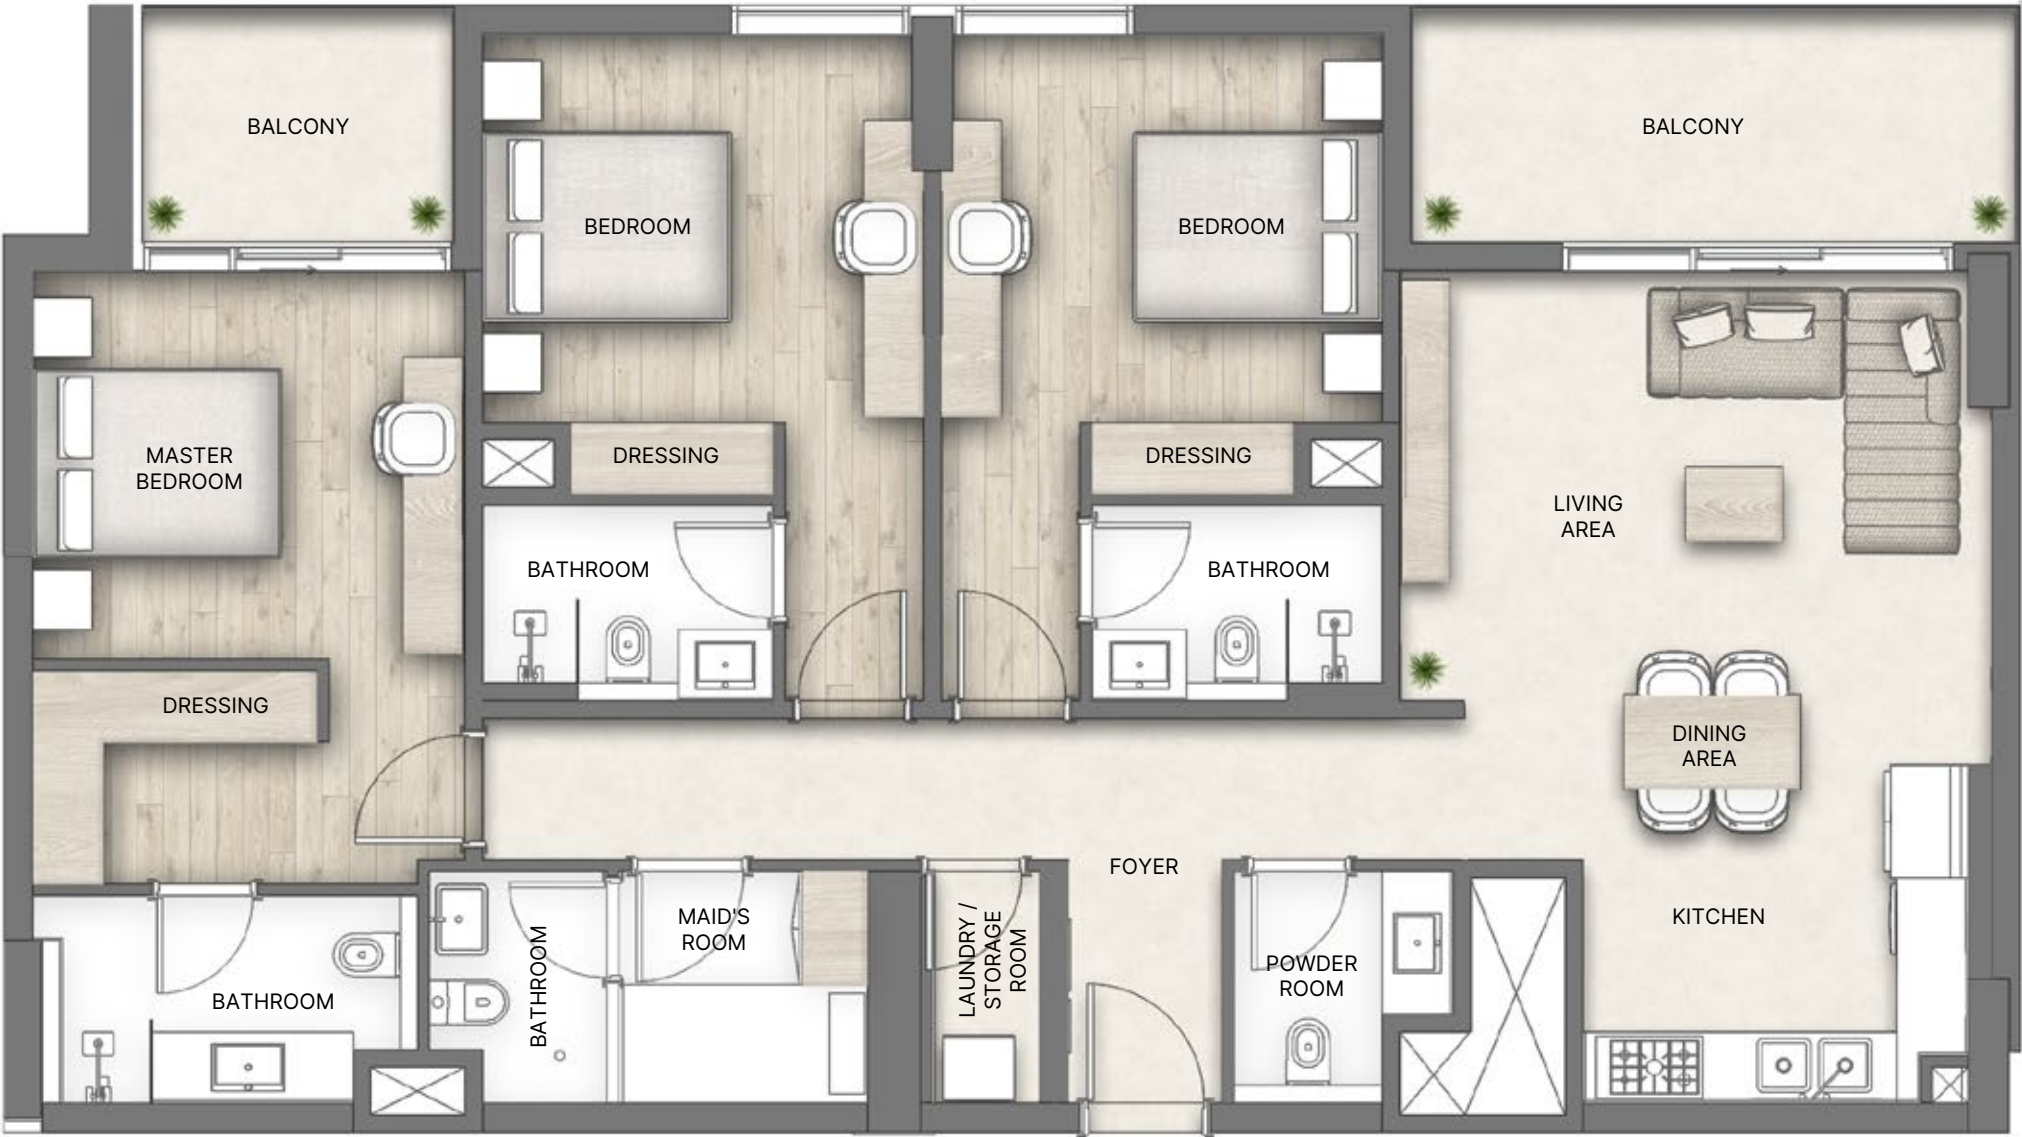 BALCONY
BALCONY
BEDROOM
BEDROOM
MASTER
BEDROOM
DRESSING
DRESSING
LIVING
AREA
BATHROOM
BATHROOM
DRESSING
DINING
AREA
FOYER
MAID'S
ROOM
KITCHEN
BATHROOM
BATHROOM
LAUNDRY /
STORAGE
ROOM
POWDER
ROOM